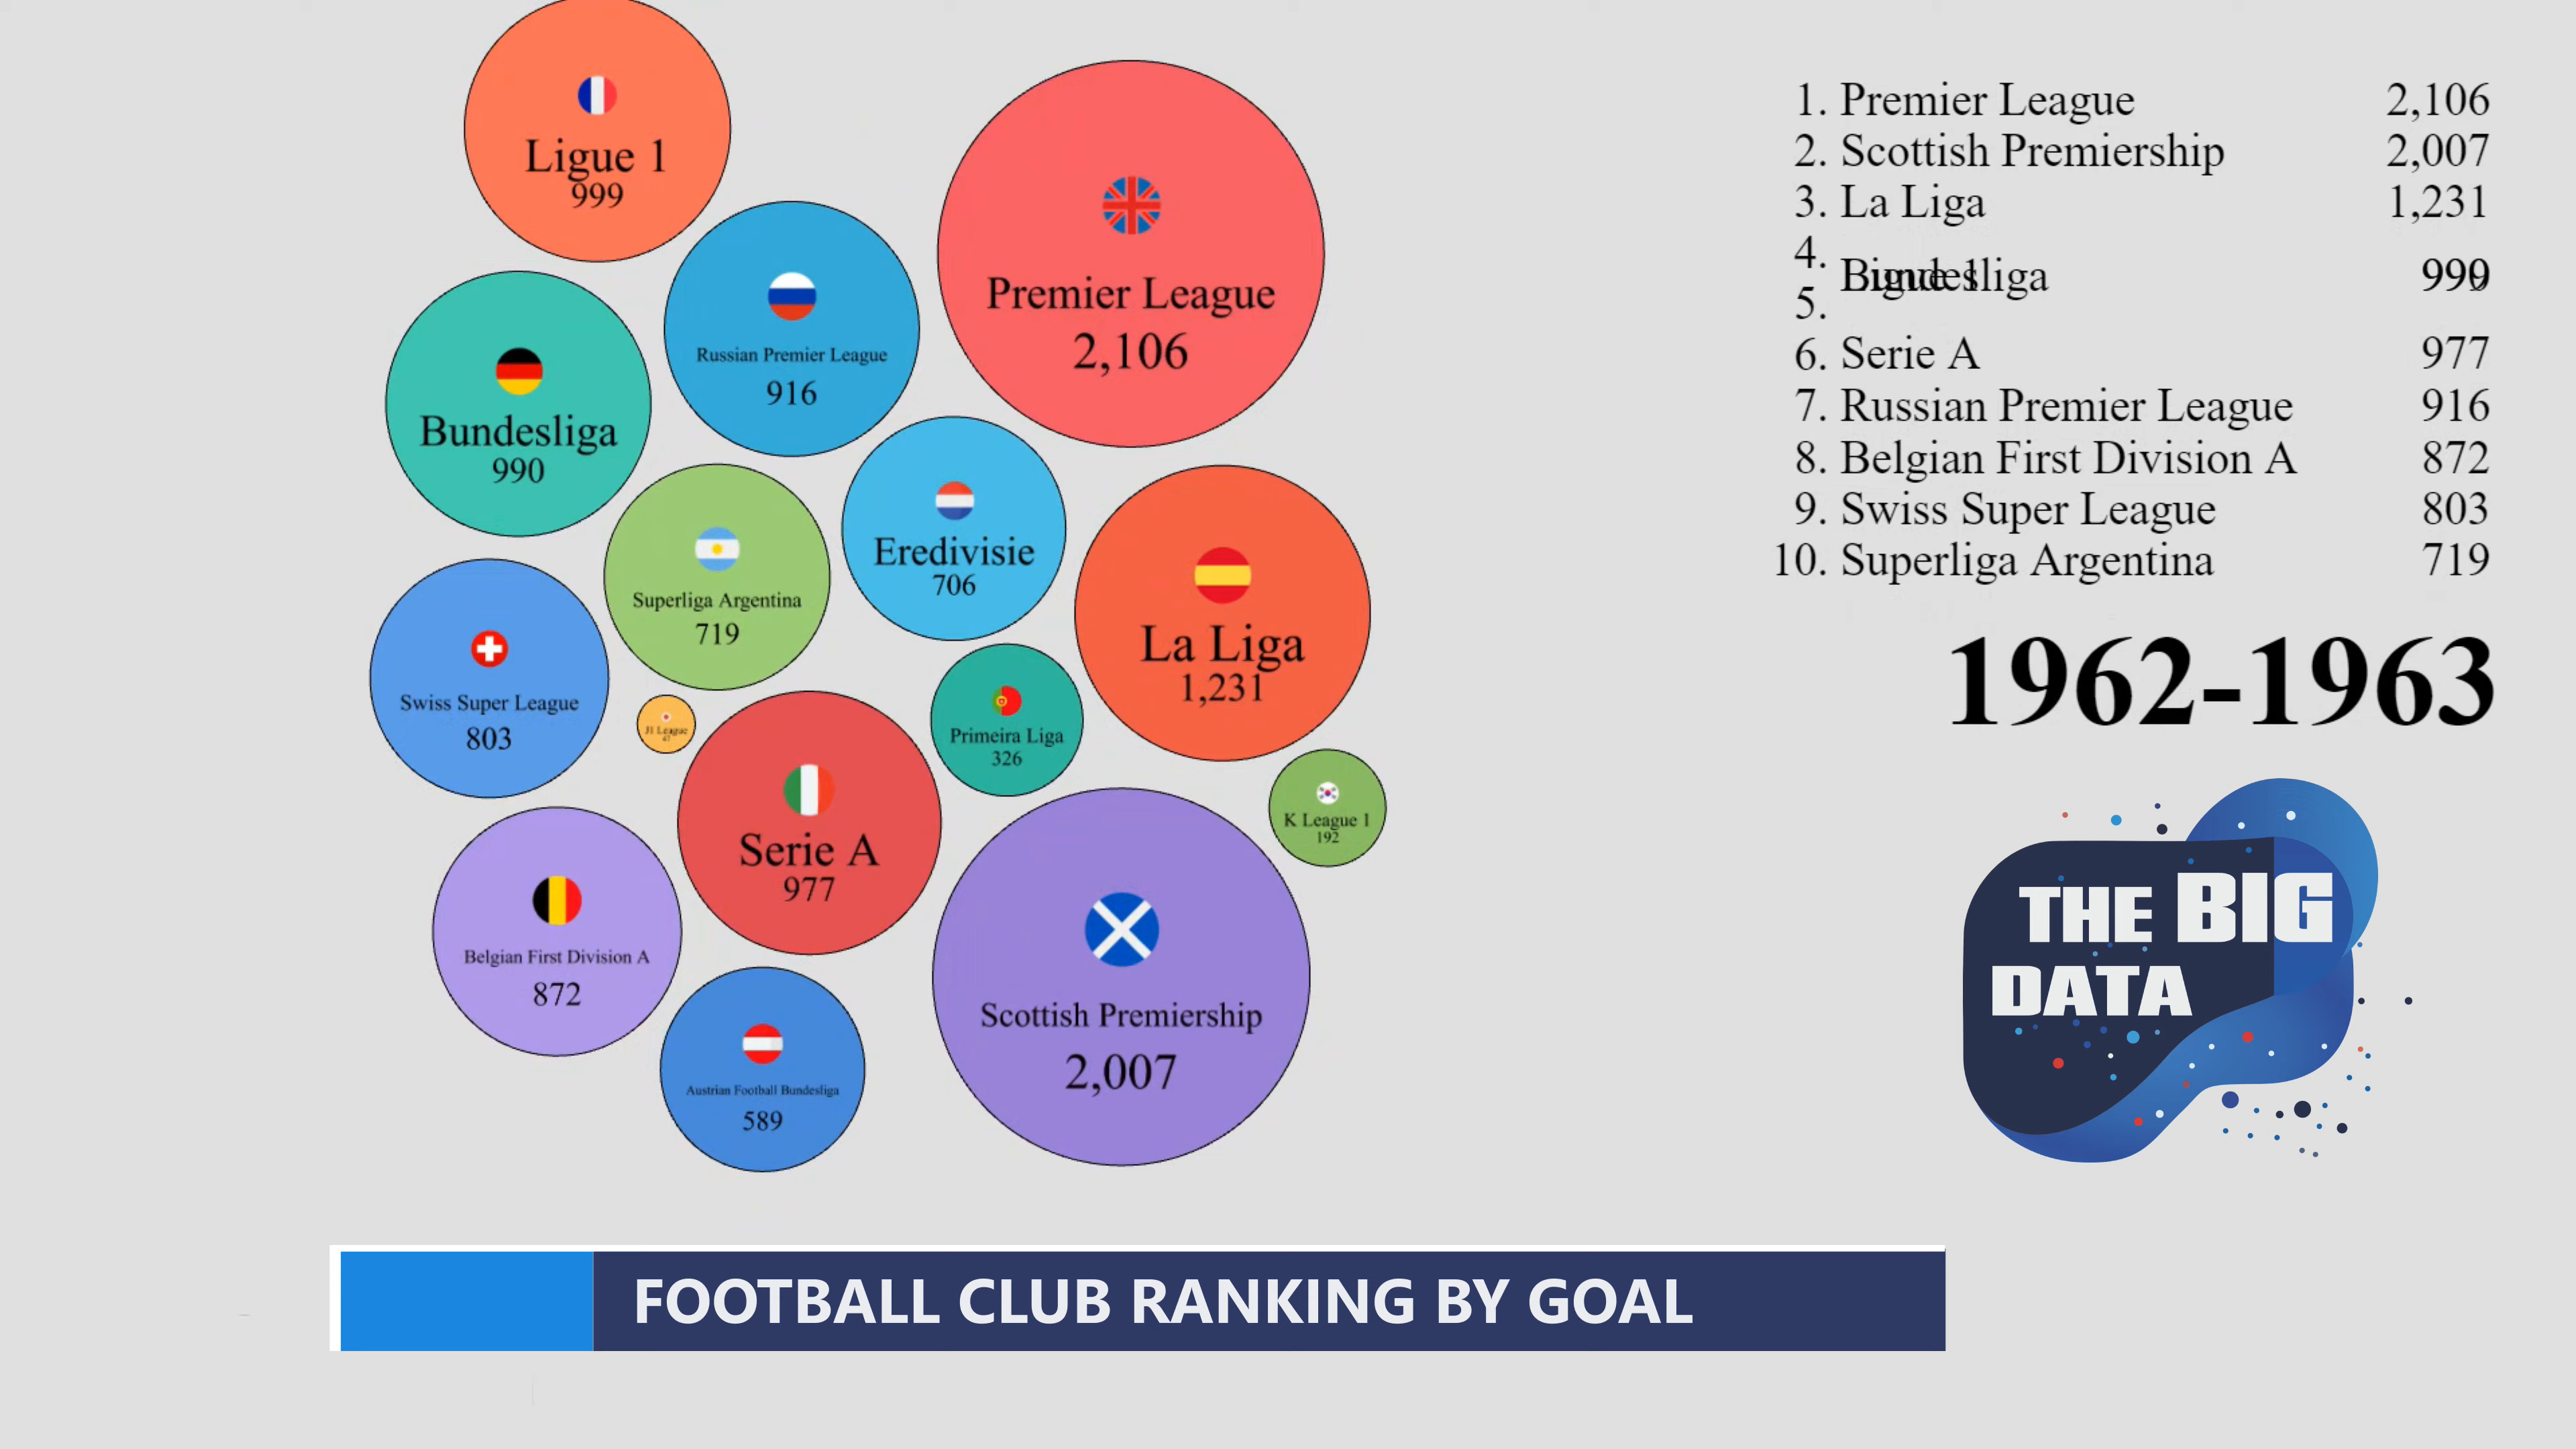 Ligue 1
999
Premier League
2,106
Russian Premier League
916
Bundesliga
990
Eredivisie
706
Superliga Argentina
719
La Liga
1,231
Swiss Super League
803
J1 League
47
Primeira Liga
326
K League 1
192
Serie A
977
Belgian First Division A
872
Scottish Premiership
2,007
Austrian Football Bundesliga
589
1. Premier League 2,106
2. Scottish Premiership 2,007
3. La Liga 1,231
4.
5.
6. Serie A 977
7. Russian Premier League 916
8. Belgian First Division A 872
9. Swiss Super League 803
10. Superliga Argentina 719
1962-1963
THE BIG
DATA
FOOTBALL CLUB RANKING BY GOAL